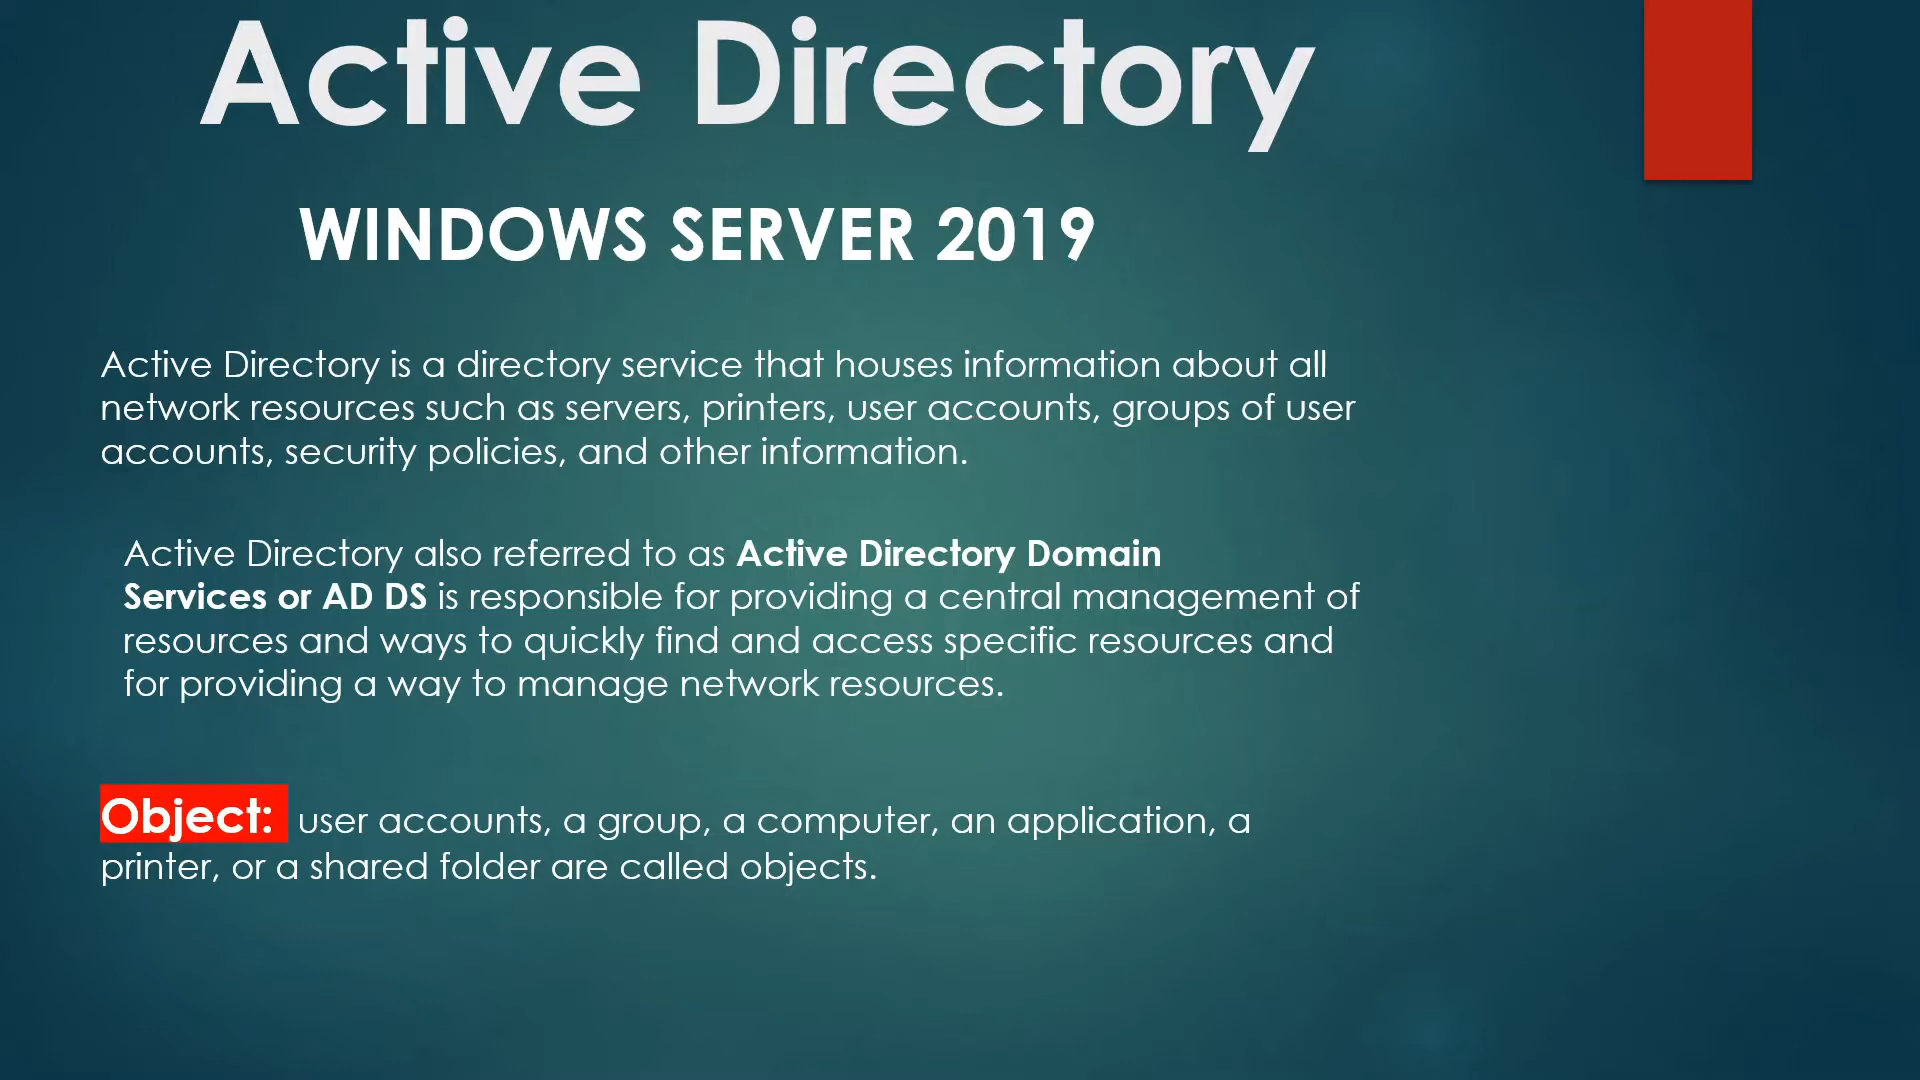 Active Directory
WINDOWS SERVER 2019
Active Directory is a directory service that houses information about all
network resources such as servers, printers, user accounts, groups of user
accounts, security policies, and other information.
Active Directory also referred to as Active Directory Domain
Services or AD DS is responsible for providing a central management of
resources and ways to quickly find and access specific resources and
for providing a way to manage network resources.
Object: user accounts, a group, a computer, an application, a
printer, or a shared folder are called objects.